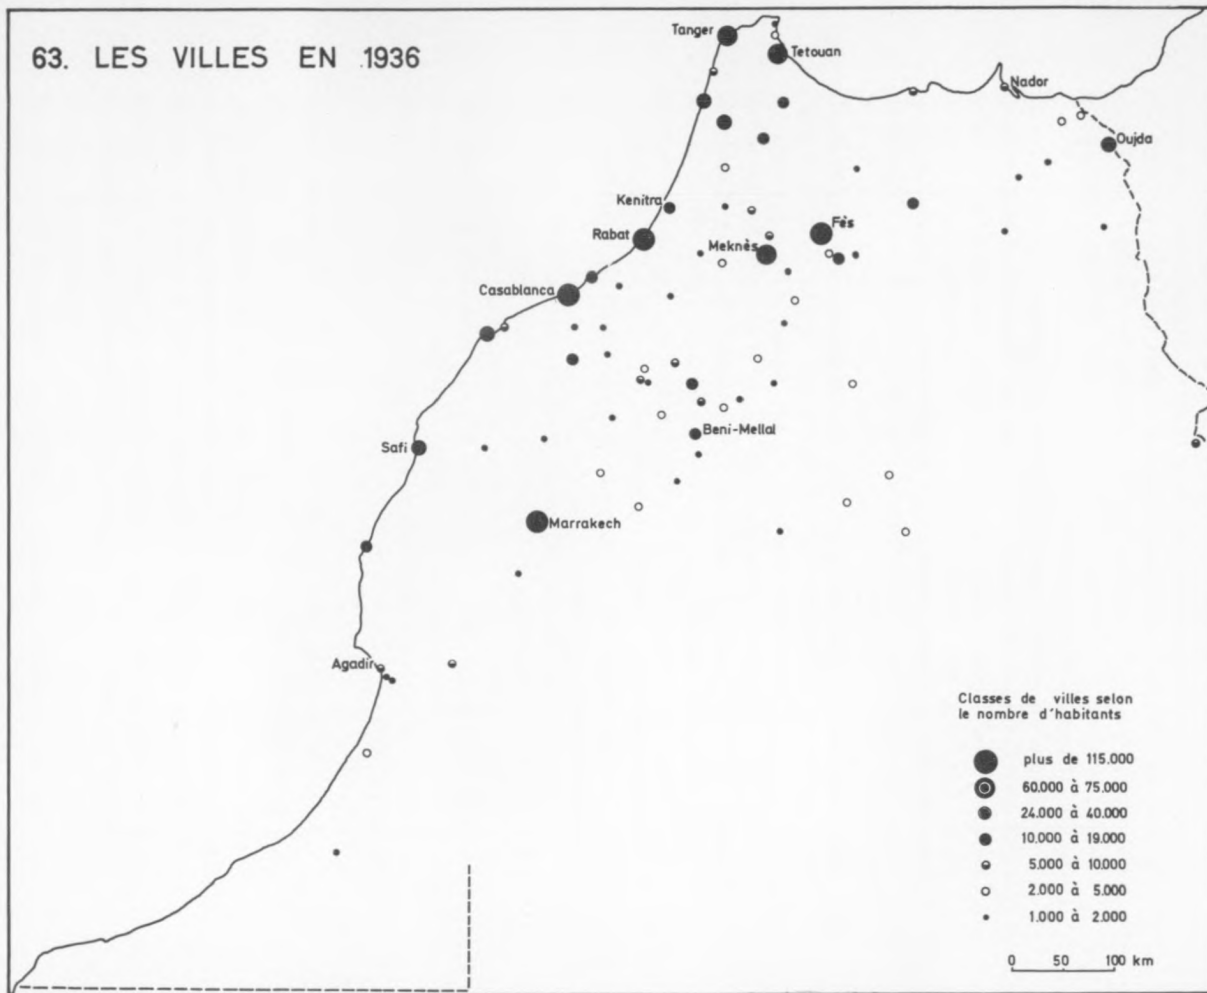 63. LES VILLES EN 1936
Tanger
Tetouan
Nador
Oujda
Kenitra
Rabat
Fès
Meknès
Casablanca
Beni-Mellal
Safi
Marrakech
Agadir
Classes de villes selon
le nombre d'habitants
plus de 115.000
60.000 à 75.000
24.000 à 40.000
10.000 à 19.000
5.000 à 10.000
2.000 à 5.000
1.000 à 2.000
0 50 100 km